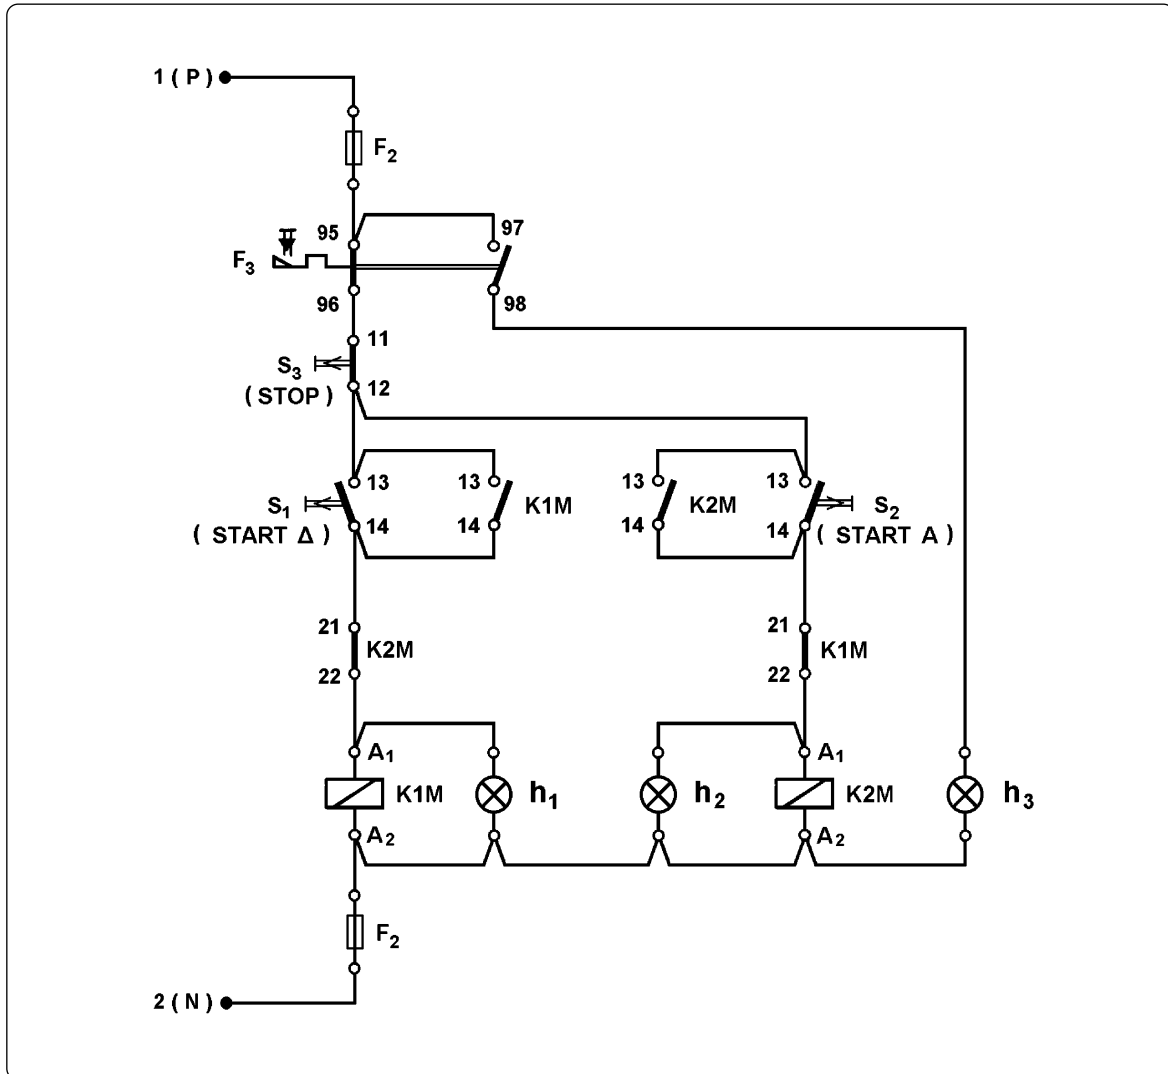 1 ( P )
F₂
95
97
F₃
96
98
11
S₃
( STOP )
12
13
13
13
13
S₁
K1M
K2M
S₂
( START Δ )
14
14
14
14
( START A )
21
K2M
22
21
K1M
22
A₁
A₁
K1M
h₁
h₂
K2M
h₃
A₂
A₂
F₂
2 ( N )